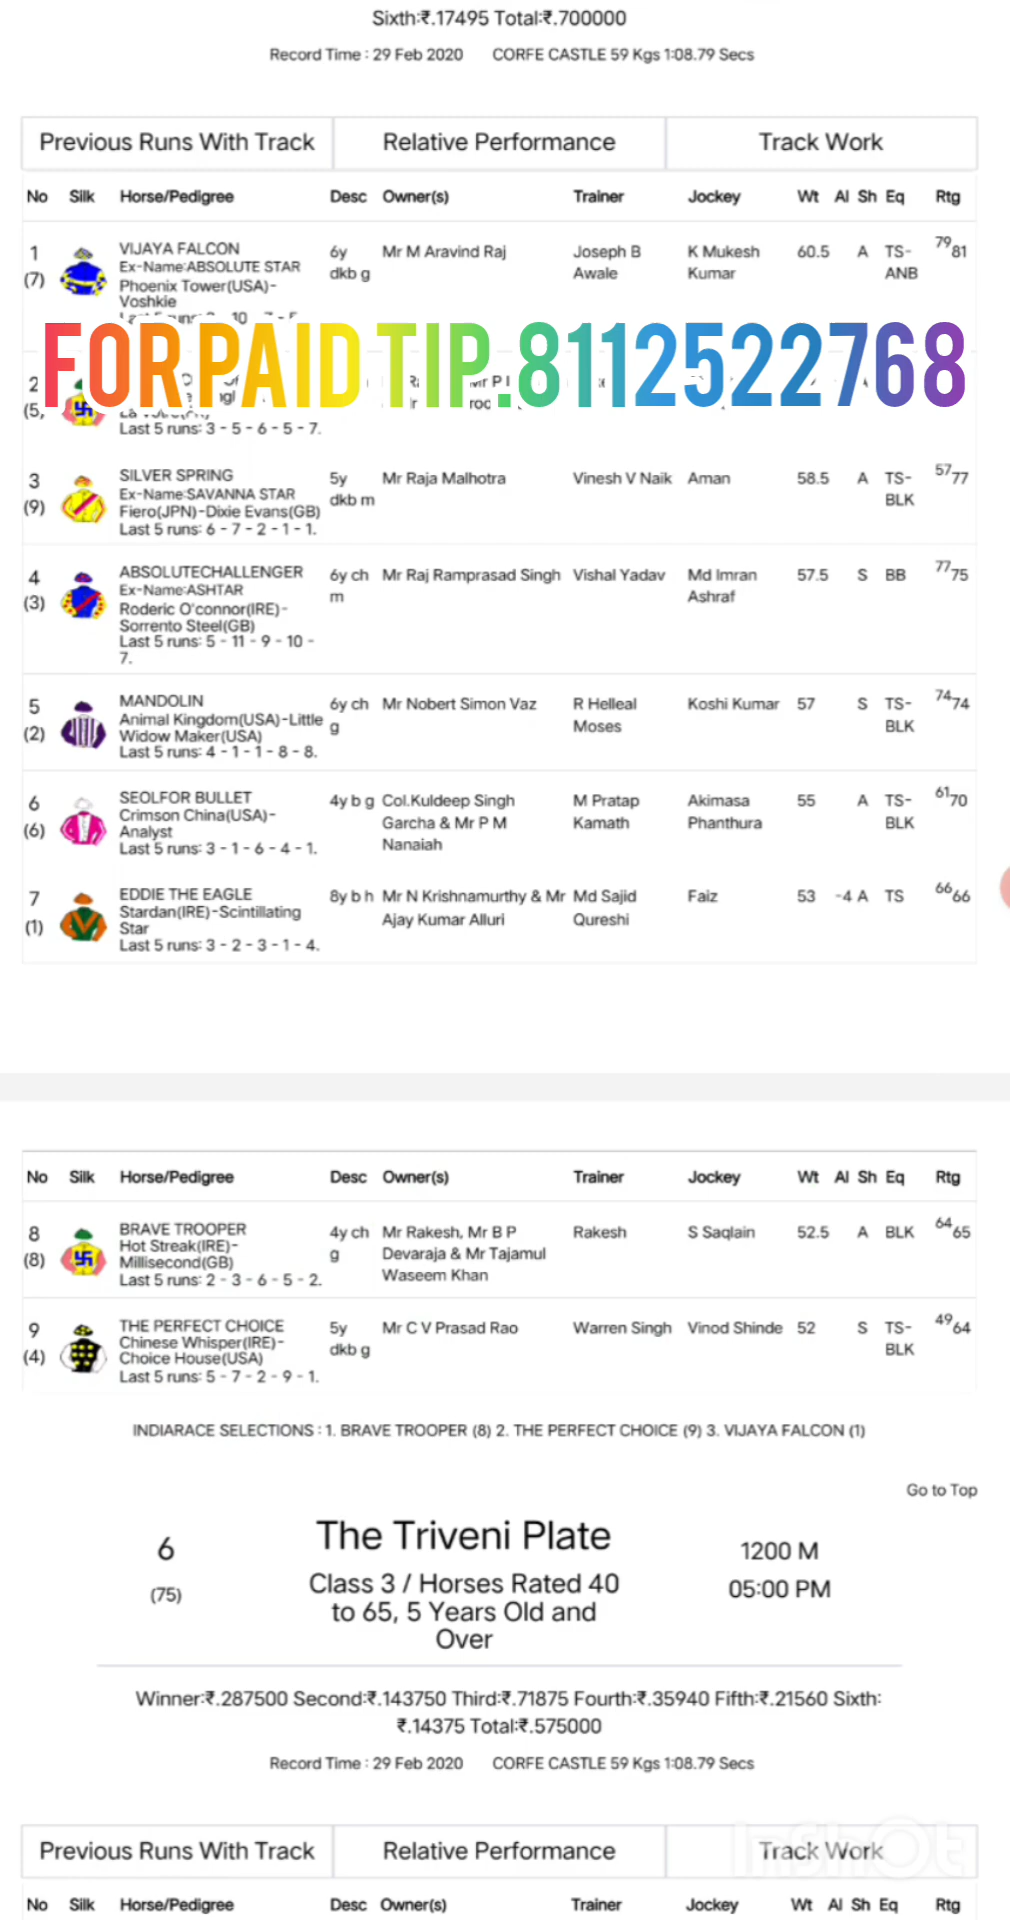 Sixth:₹.17495 Total:₹.700000
Record Time : 29 Feb 2020 CORFE CASTLE 59 Kgs 1:08.79 Secs
Previous Runs With Track Relative Performance Track Work
No Silk Horse/Pedigree Desc Owner(s) Trainer Jockey Wt Al Sh Eq Rtg
1 VIJAYA FALCON 6y Mr M Aravind Raj Joseph B K Mukesh 60.5 A TS- 79 81
(7) Ex-Name:ABSOLUTE STAR dkb g Awale Kumar ANB
Phoenix Tower(USA)-
Voshkie
FOR PAID TIP.8112522768
2
(5,
Last 5 runs: 3 - 5 - 6 - 5 - 7.
3 SILVER SPRING 5y Mr Raja Malhotra Vinesh V Naik Aman 58.5 A TS- 57 77
(9) Ex-Name:SAVANNA STAR dkb m BLK
Fiero(JPN)-Dixie Evans(GB)
Last 5 runs: 6 - 7 - 2 - 1 - 1.
4 ABSOLUTECHALLENGER 6y ch Mr Raj Ramprasad Singh Vishal Yadav Md Imran 57.5 S BB 77 75
(3) Ex-Name:ASHTAR m Ashraf
Roderic O'connor(IRE)-
Sorrento Steel(GB)
Last 5 runs: 5 - 11 - 9 - 10 -
7.
5 MANDOLIN 6y ch Mr Nobert Simon Vaz R Helleal Koshi Kumar 57 S TS- 74 74
(2) Animal Kingdom(USA)-Little g Moses BLK
Widow Maker(USA)
Last 5 runs: 4 - 1 - 1 - 8 - 8.
6 SEOLFOR BULLET 4y b g Col.Kuldeep Singh M Pratap Akimasa 55 A TS- 61 70
(6) Crimson China(USA)- Garcha & Mr P M Kamath Phanthura BLK
Analyst Nanaiah
Last 5 runs: 3 - 1 - 6 - 4 - 1.
7 EDDIE THE EAGLE 8y b h Mr N Krishnamurthy & Mr Md Sajid Faiz 53 -4 A TS 66 66
(1) Stardan(IRE)-Scintillating Ajay Kumar Alluri Qureshi
Star
Last 5 runs: 3 - 2 - 3 - 1 - 4.
No Silk Horse/Pedigree Desc Owner(s) Trainer Jockey Wt Al Sh Eq Rtg
8 BRAVE TROOPER 4y ch Mr Rakesh, Mr B P Rakesh S Saqlain 52.5 A BLK 64 65
(8) Hot Streak(IRE)- g Devaraja & Mr Tajamul
Millisecond(GB) Waseem Khan
Last 5 runs: 2 - 3 - 6 - 5 - 2.
9 THE PERFECT CHOICE 5y Mr C V Prasad Rao Warren Singh Vinod Shinde 52 S TS- 49 64
(4) Chinese Whisper(IRE)- dkb g BLK
Choice House(USA)
Last 5 runs: 5 - 7 - 2 - 9 - 1.
INDIARACE SELECTIONS : 1. BRAVE TROOPER (8) 2. THE PERFECT CHOICE (9) 3. VIJAYA FALCON (1)
Go to Top
6 The Triveni Plate 1200 M
(75) Class 3 / Horses Rated 40 05:00 PM
to 65, 5 Years Old and
Over
Winner:₹.287500 Second:₹.143750 Third:₹.71875 Fourth:₹.35940 Fifth:₹.21560 Sixth:
₹.14375 Total:₹.575000
Record Time : 29 Feb 2020 CORFE CASTLE 59 Kgs 1:08.79 Secs
Previous Runs With Track Relative Performance Track Work
InShOt
No Silk Horse/Pedigree Desc Owner(s) Trainer Jockey Wt Al Sh Eq Rtg